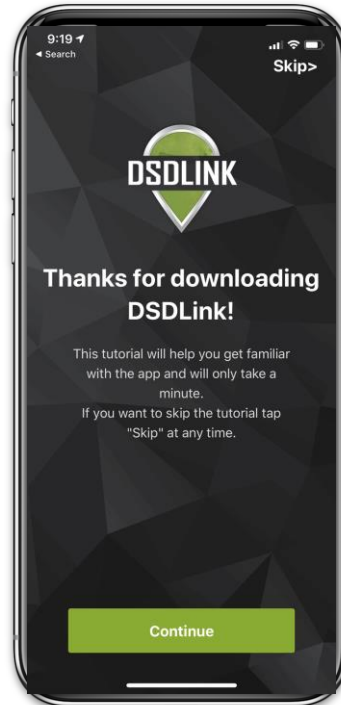 9:19
Search
Skip>
DSDLINK
Thanks for downloading
DSDLink!
This tutorial will help you get familiar
with the app and will only take a
minute.
If you want to skip the tutorial tap
"Skip" at any time.
Continue